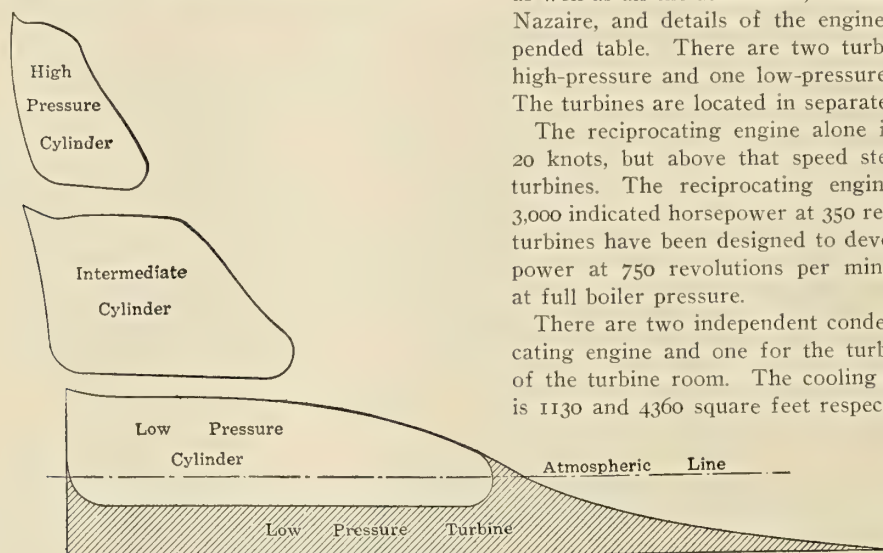 High
Pressure
Cylinder
Intermediate
Cylinder
Low Pressure
Cylinder
Atmospheric Line
Low Pressure Turbine
Nazaire, and details of the engine
pended table. There are two turb
high-pressure and one low-pressure
The turbines are located in separate
The reciprocating engine alone i
20 knots, but above that speed ste
turbines. The reciprocating engin
3,000 indicated horsepower at 350 re
turbines have been designed to deve
power at 750 revolutions per min
at full boiler pressure.
There are two independent conde
cating engine and one for the turb
of the turbine room. The cooling
is 1130 and 4360 square feet respec